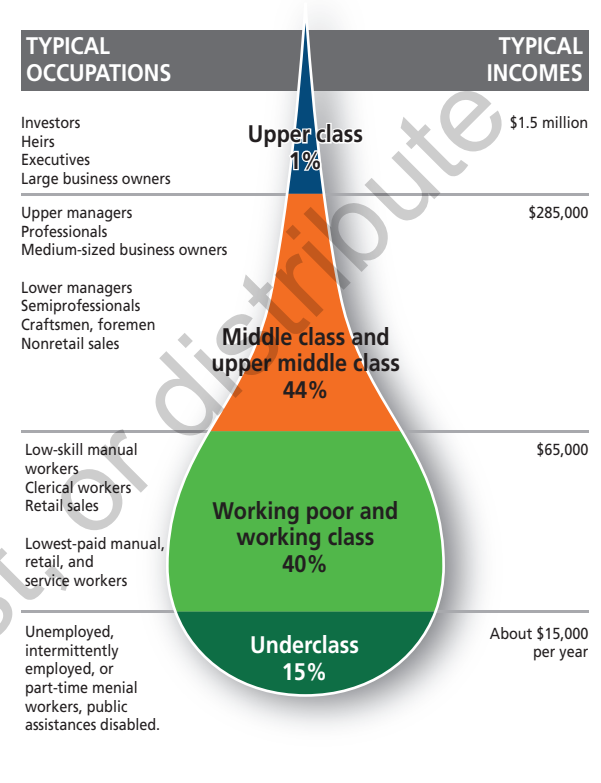 TYPICAL
OCCUPATIONS
TYPICAL
INCOMES
Investors
Heirs
Executives
Large business owners
Upper class
1%
$1.5 million
Upper managers
Professionals
Medium-sized business owners
Lower managers
Semiprofessionals
Craftsmen, foremen
Nonretail sales
Middle class and
upper middle class
44%
$285,000
Low-skill manual
workers
Clerical workers
Retail sales
Lowest-paid manual,
retail, and
service workers
Working poor and
working class
40%
$65,000
Unemployed,
intermittently
employed, or
part-time menial
workers, public
assistances disabled.
Underclass
15%
About $15,000
per year
or distribute